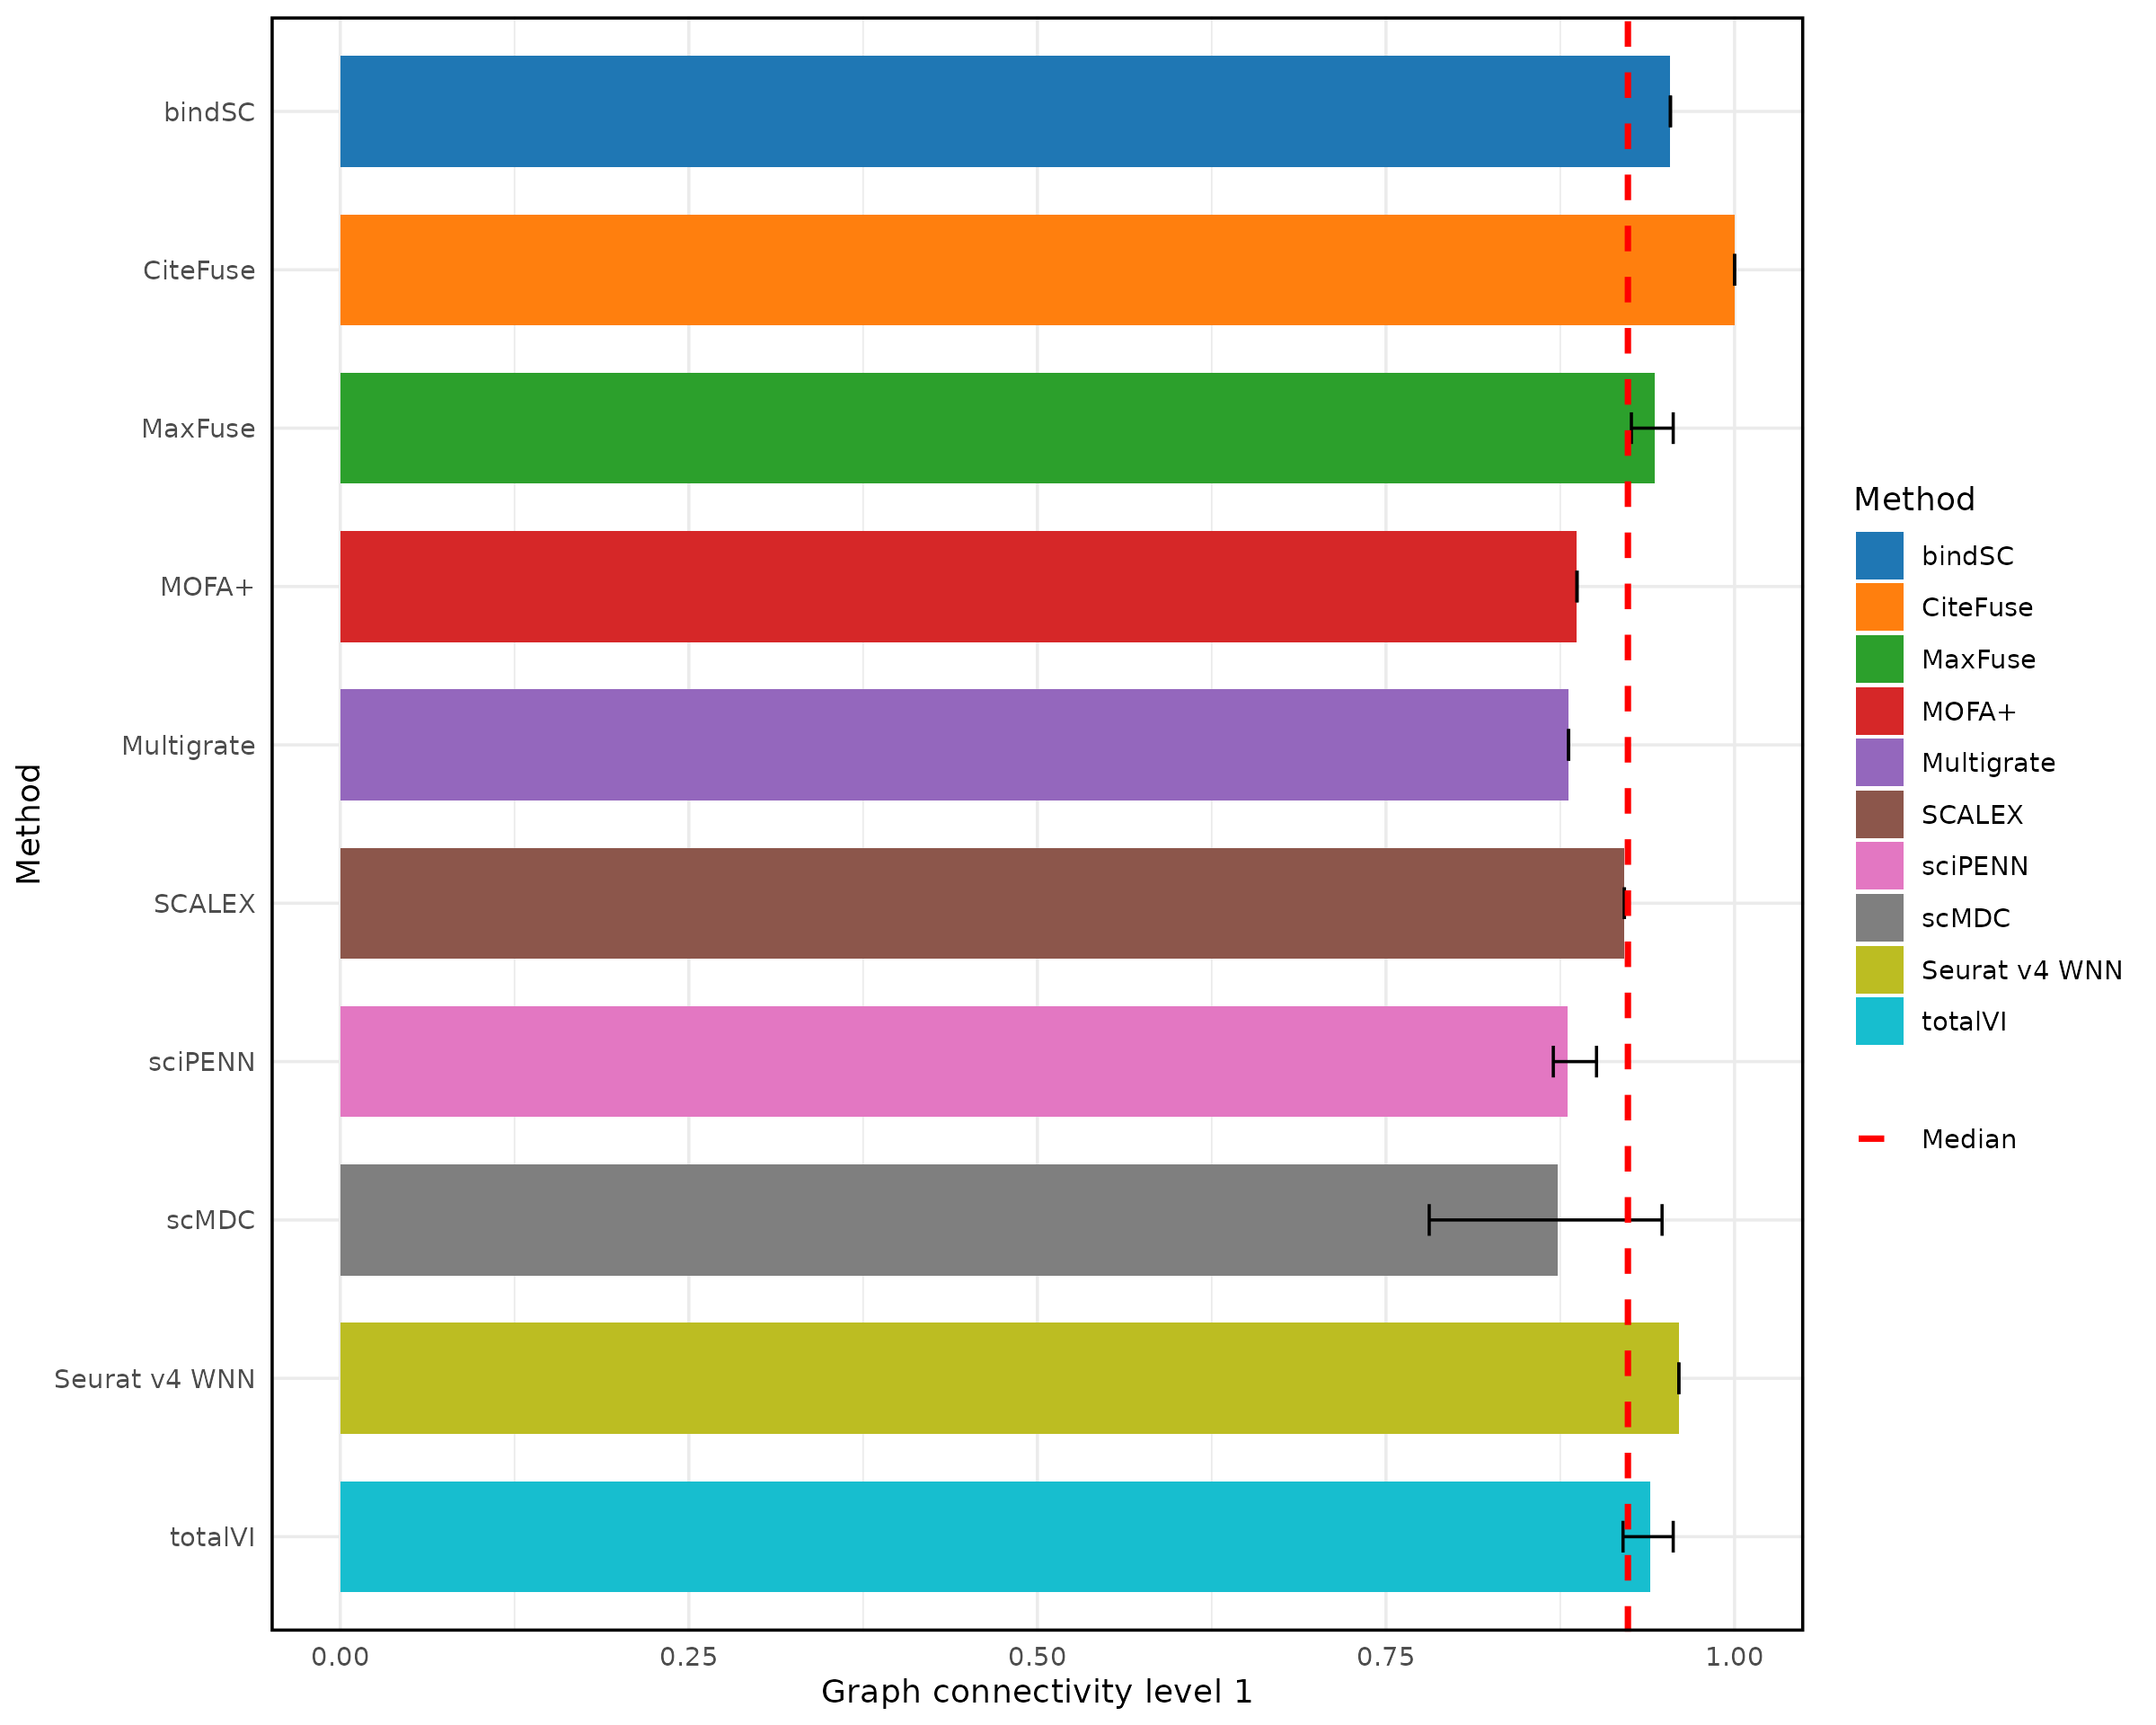 Method
bindSC
CiteFuse
MaxFuse
MOFA+
Multigrate
SCALEX
sciPENN
scMDC
Seurat v4 WNN
totalVI
0.00 0.25 0.50 0.75 1.00
Graph connectivity level 1
Method
bindSC
CiteFuse
MaxFuse
MOFA+
Multigrate
SCALEX
sciPENN
scMDC
Seurat v4 WNN
totalVI
Median